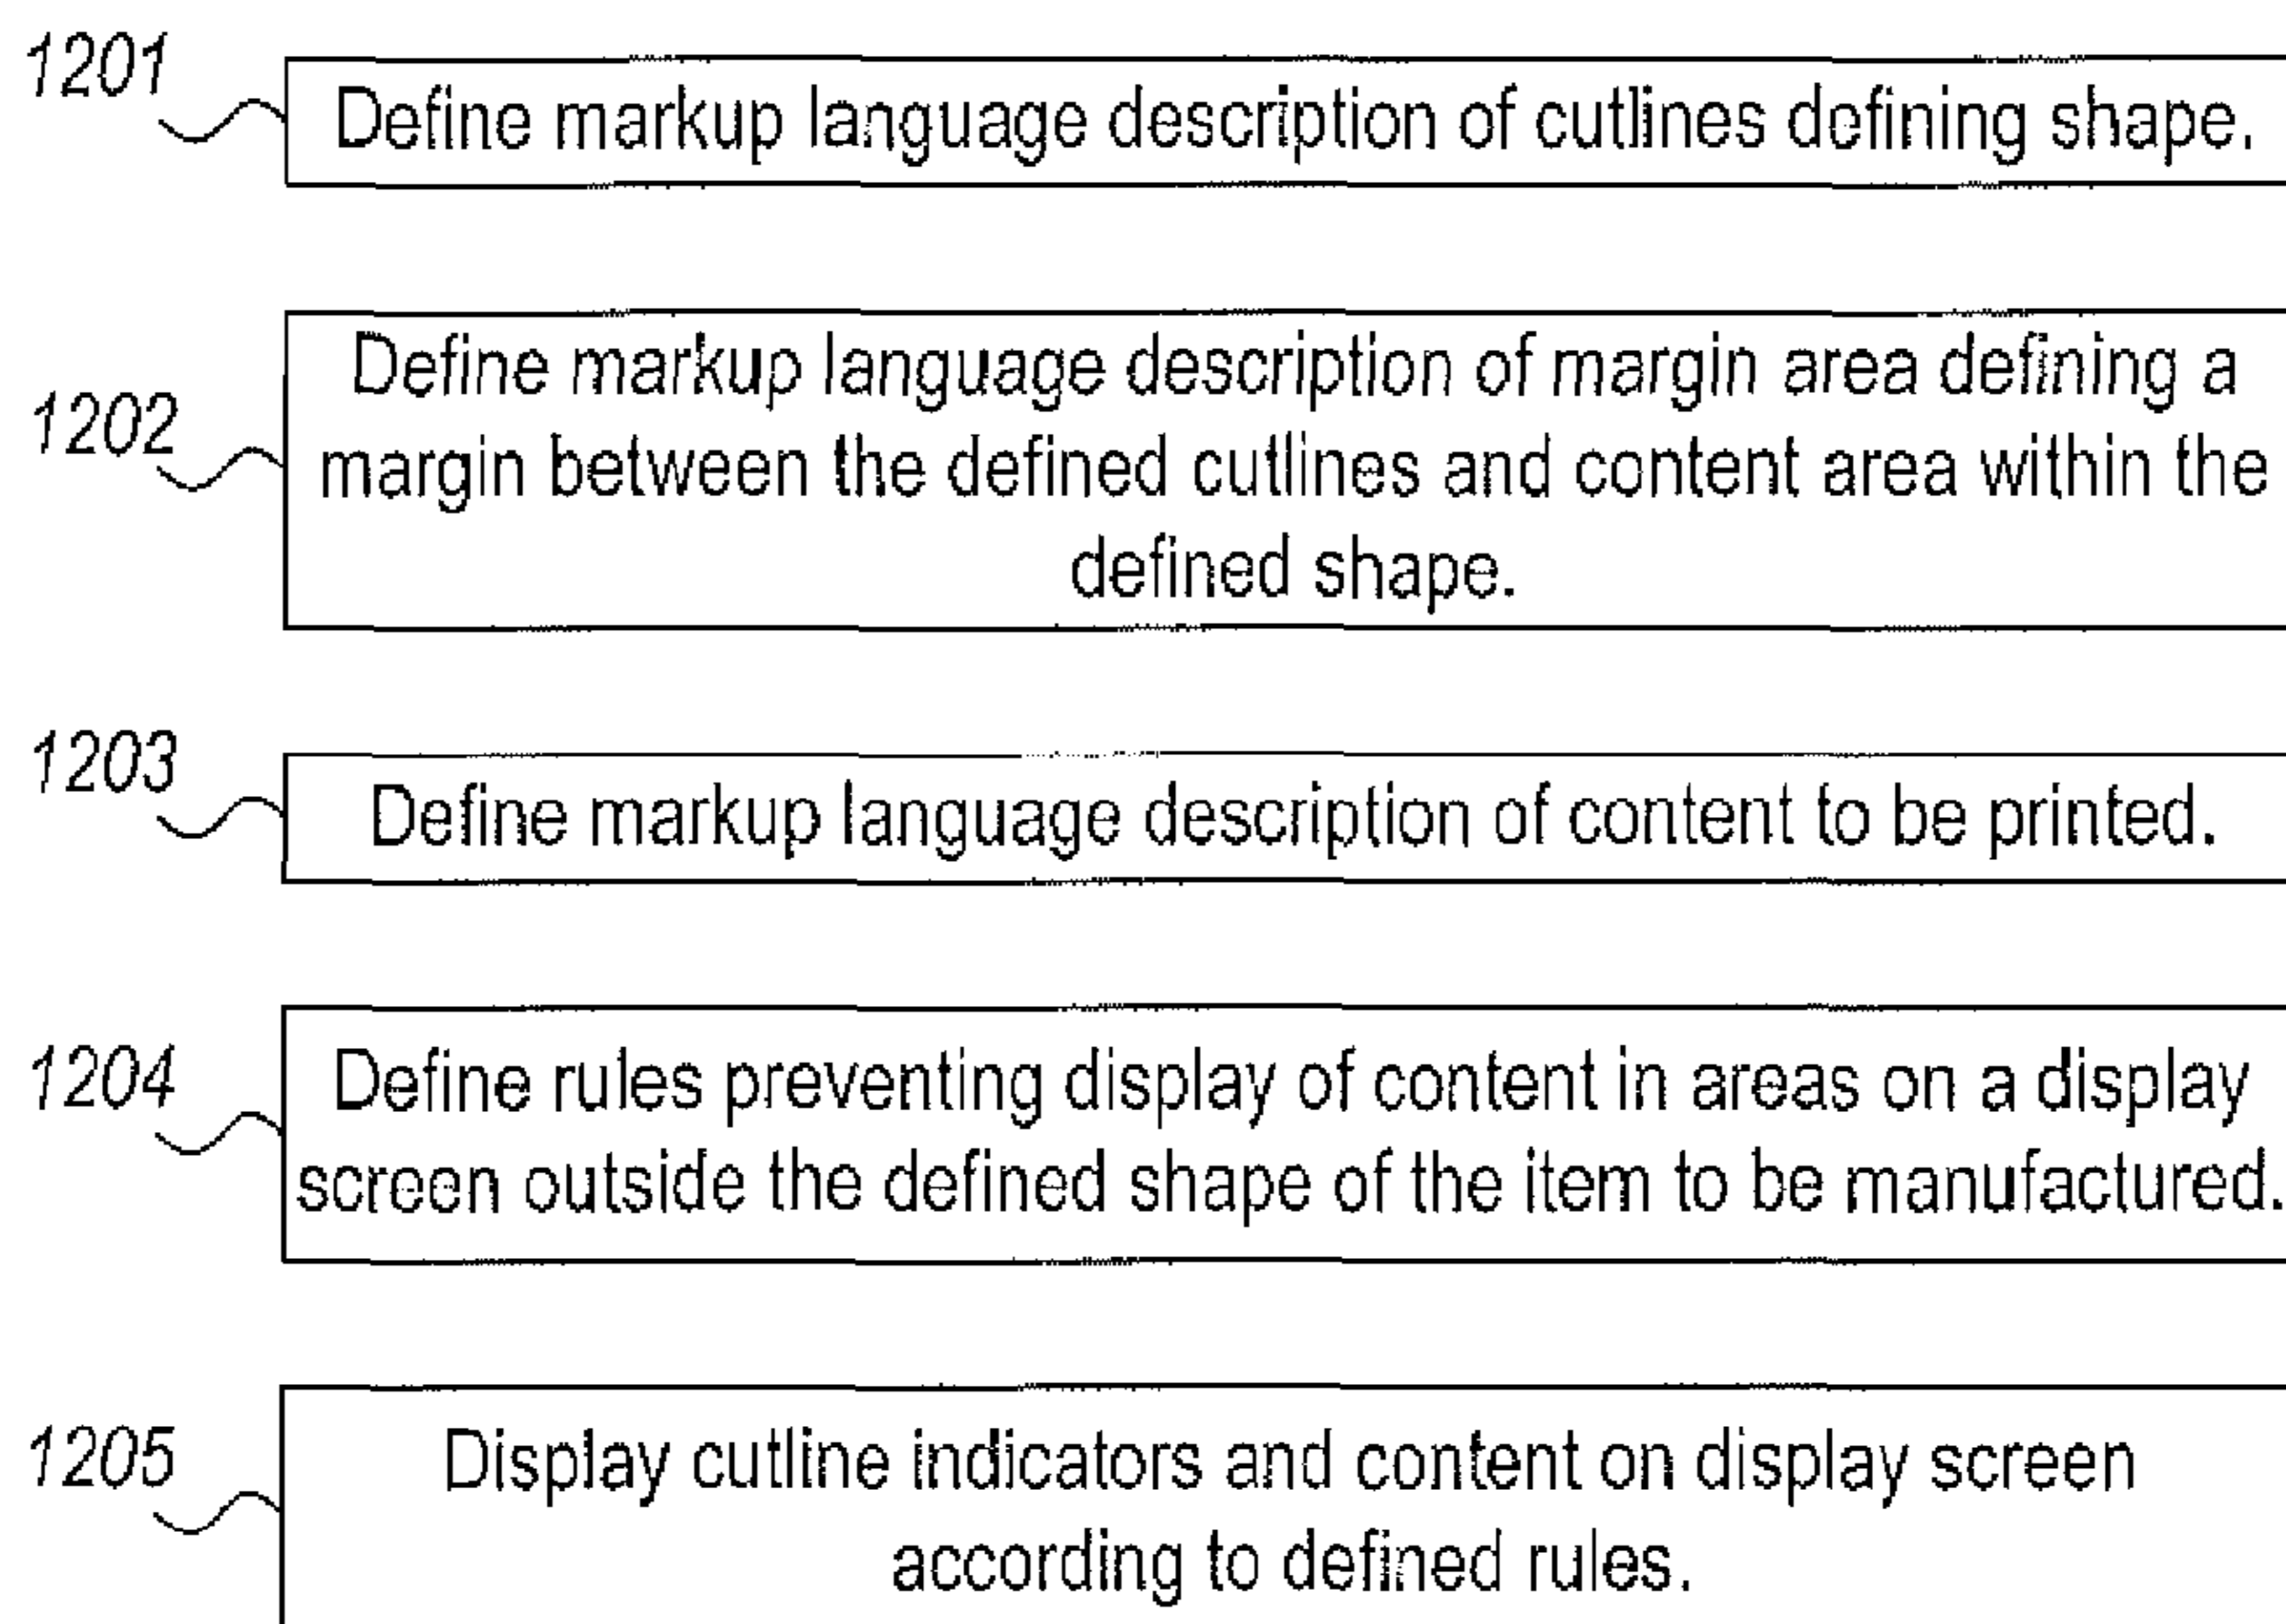 1201
Define markup language description of cutlines defining shape.
1202
Define markup language description of margin area defining a
margin between the defined cutlines and content area within the
defined shape.
1203
Define markup language description of content to be printed.
1204
Define rules preventing display of content in areas on a display
screen outside the defined shape of the item to be manufactured.
1205
Display cutline indicators and content on display screen
according to defined rules.